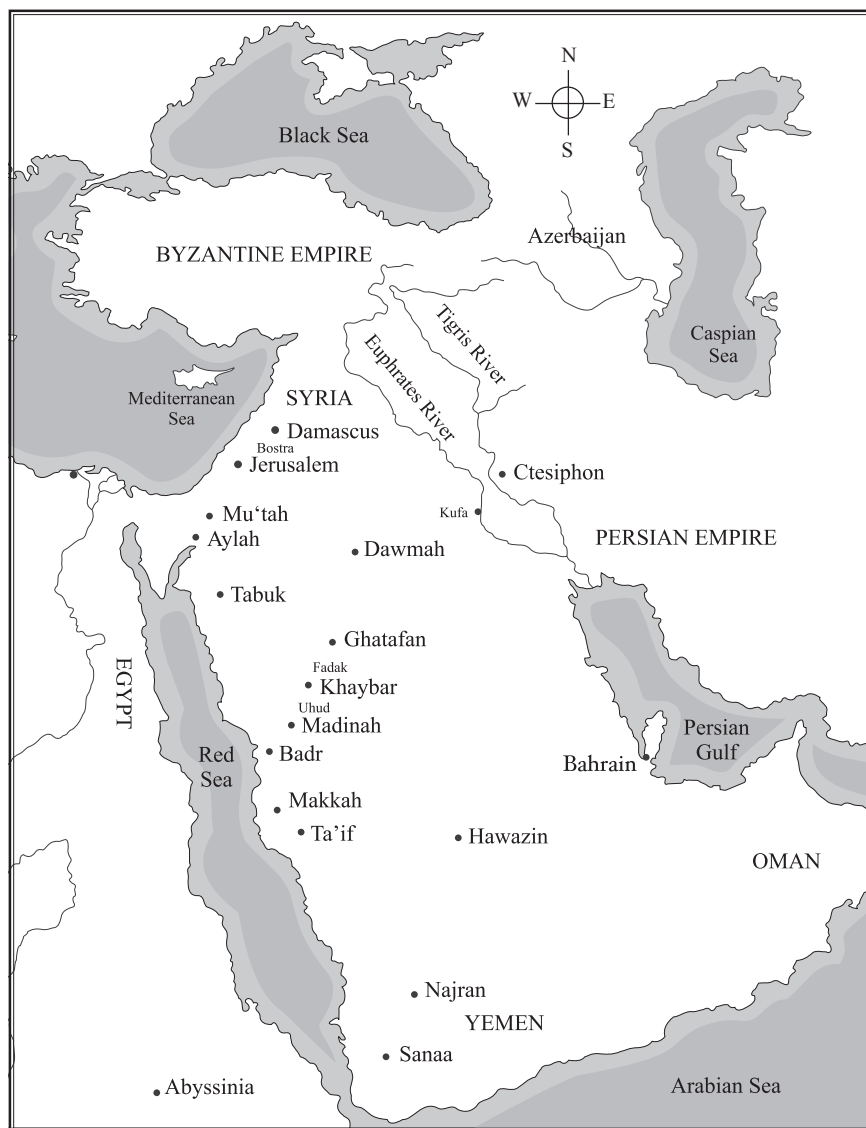 N
W
E
S
Black Sea
Azerbaijan
BYZANTINE EMPIRE
Tigris River
Caspian
Sea
Euphrates River
Mediterranean
Sea
SYRIA
Damascus
Bostra
Jerusalem
Ctesiphon
Kufa
Mu‘tah
Aylah
PERSIAN EMPIRE
Dawmah
Tabuk
Ghatafan
EGYPT
Fadak
Khaybar
Uhud
Madinah
Red
Sea
Badr
Persian
Gulf
Bahrain
Makkah
Ta’if
Hawazin
OMAN
Najran
YEMEN
Sanaa
Abyssinia
Arabian Sea